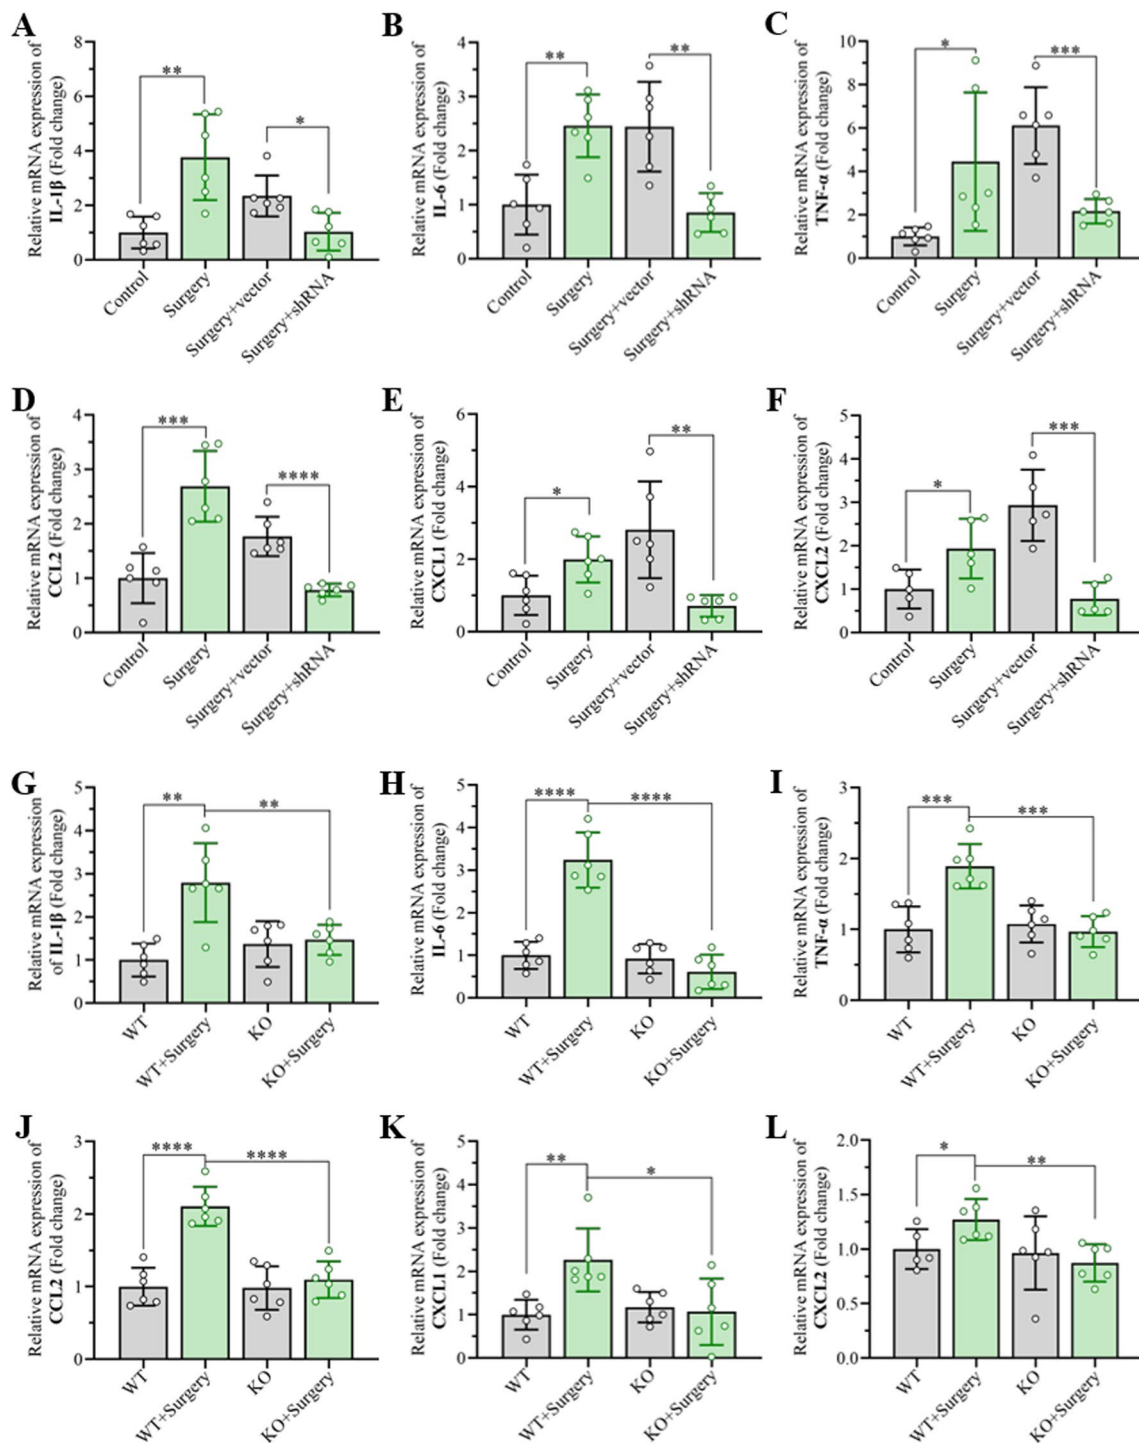 A
Relative mRNA expression of
IL-1β (Fold change)
8
6
4
2
0
**
*
Control
Surgery
Surgery+vector
Surgery+shRNA
B
Relative mRNA expression of
IL-6 (Fold change)
4
3
2
1
0
**
**
Control
Surgery
Surgery+vector
Surgery+shRNA
C
Relative mRNA expression of
TNF-α (Fold change)
10
8
6
4
2
0
*
***
Control
Surgery
Surgery+vector
Surgery+shRNA
D
Relative mRNA expression of
CCL2 (Fold change)
4
3
2
1
0
***
****
Control
Surgery
Surgery+vector
Surgery+shRNA
E
Relative mRNA expression of
CXCL1 (Fold change)
6
4
2
0
*
**
Control
Surgery
Surgery+vector
Surgery+shRNA
F
Relative mRNA expression of
CXCL2 (Fold change)
5
4
3
2
1
0
*
***
Control
Surgery
Surgery+vector
Surgery+shRNA
G
Relative mRNA expression
of IL-1β (Fold change)
5
4
3
2
1
0
**
**
WT
WT+Surgery
KO
KO+Surgery
H
Relative mRNA expression of
IL-6 (Fold change)
5
4
3
2
1
0
****
****
WT
WT+Surgery
KO
KO+Surgery
I
Relative mRNA expression of
TNF-α (Fold change)
3
2
1
0
***
***
WT
WT+Surgery
KO
KO+Surgery
J
Relative mRNA expression of
CCL2 (Fold change)
3
2
1
0
****
****
WT
WT+Surgery
KO
KO+Surgery
K
Relative mRNA expression of
CXCL1 (Fold change)
5
4
3
2
1
0
**
*
WT
WT+Surgery
KO
KO+Surgery
L
Relative mRNA expression of
CXCL2 (Fold change)
2.0
1.5
1.0
0.5
0.0
*
**
WT
WT+Surgery
KO
KO+Surgery